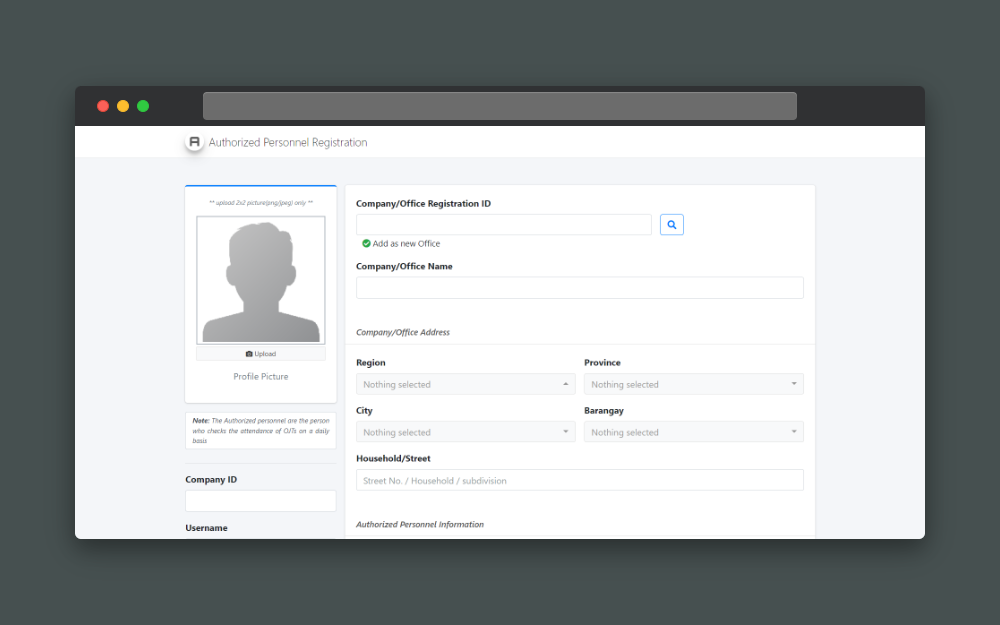 Authorized Personnel Registration
** upload 2x2 picture(png/jpeg) only **
Upload
Profile Picture
Note: The Authorized personnel are the person
who checks the attendance of OJTs on a daily
basis
Company ID
Username
Company/Office Registration ID
Add as new Office
Company/Office Name
Company/Office Address
Region
Province
Nothing selected
Nothing selected
City
Barangay
Nothing selected
Nothing selected
Household/Street
Street No. / Household / subdivision
Authorized Personnel Information